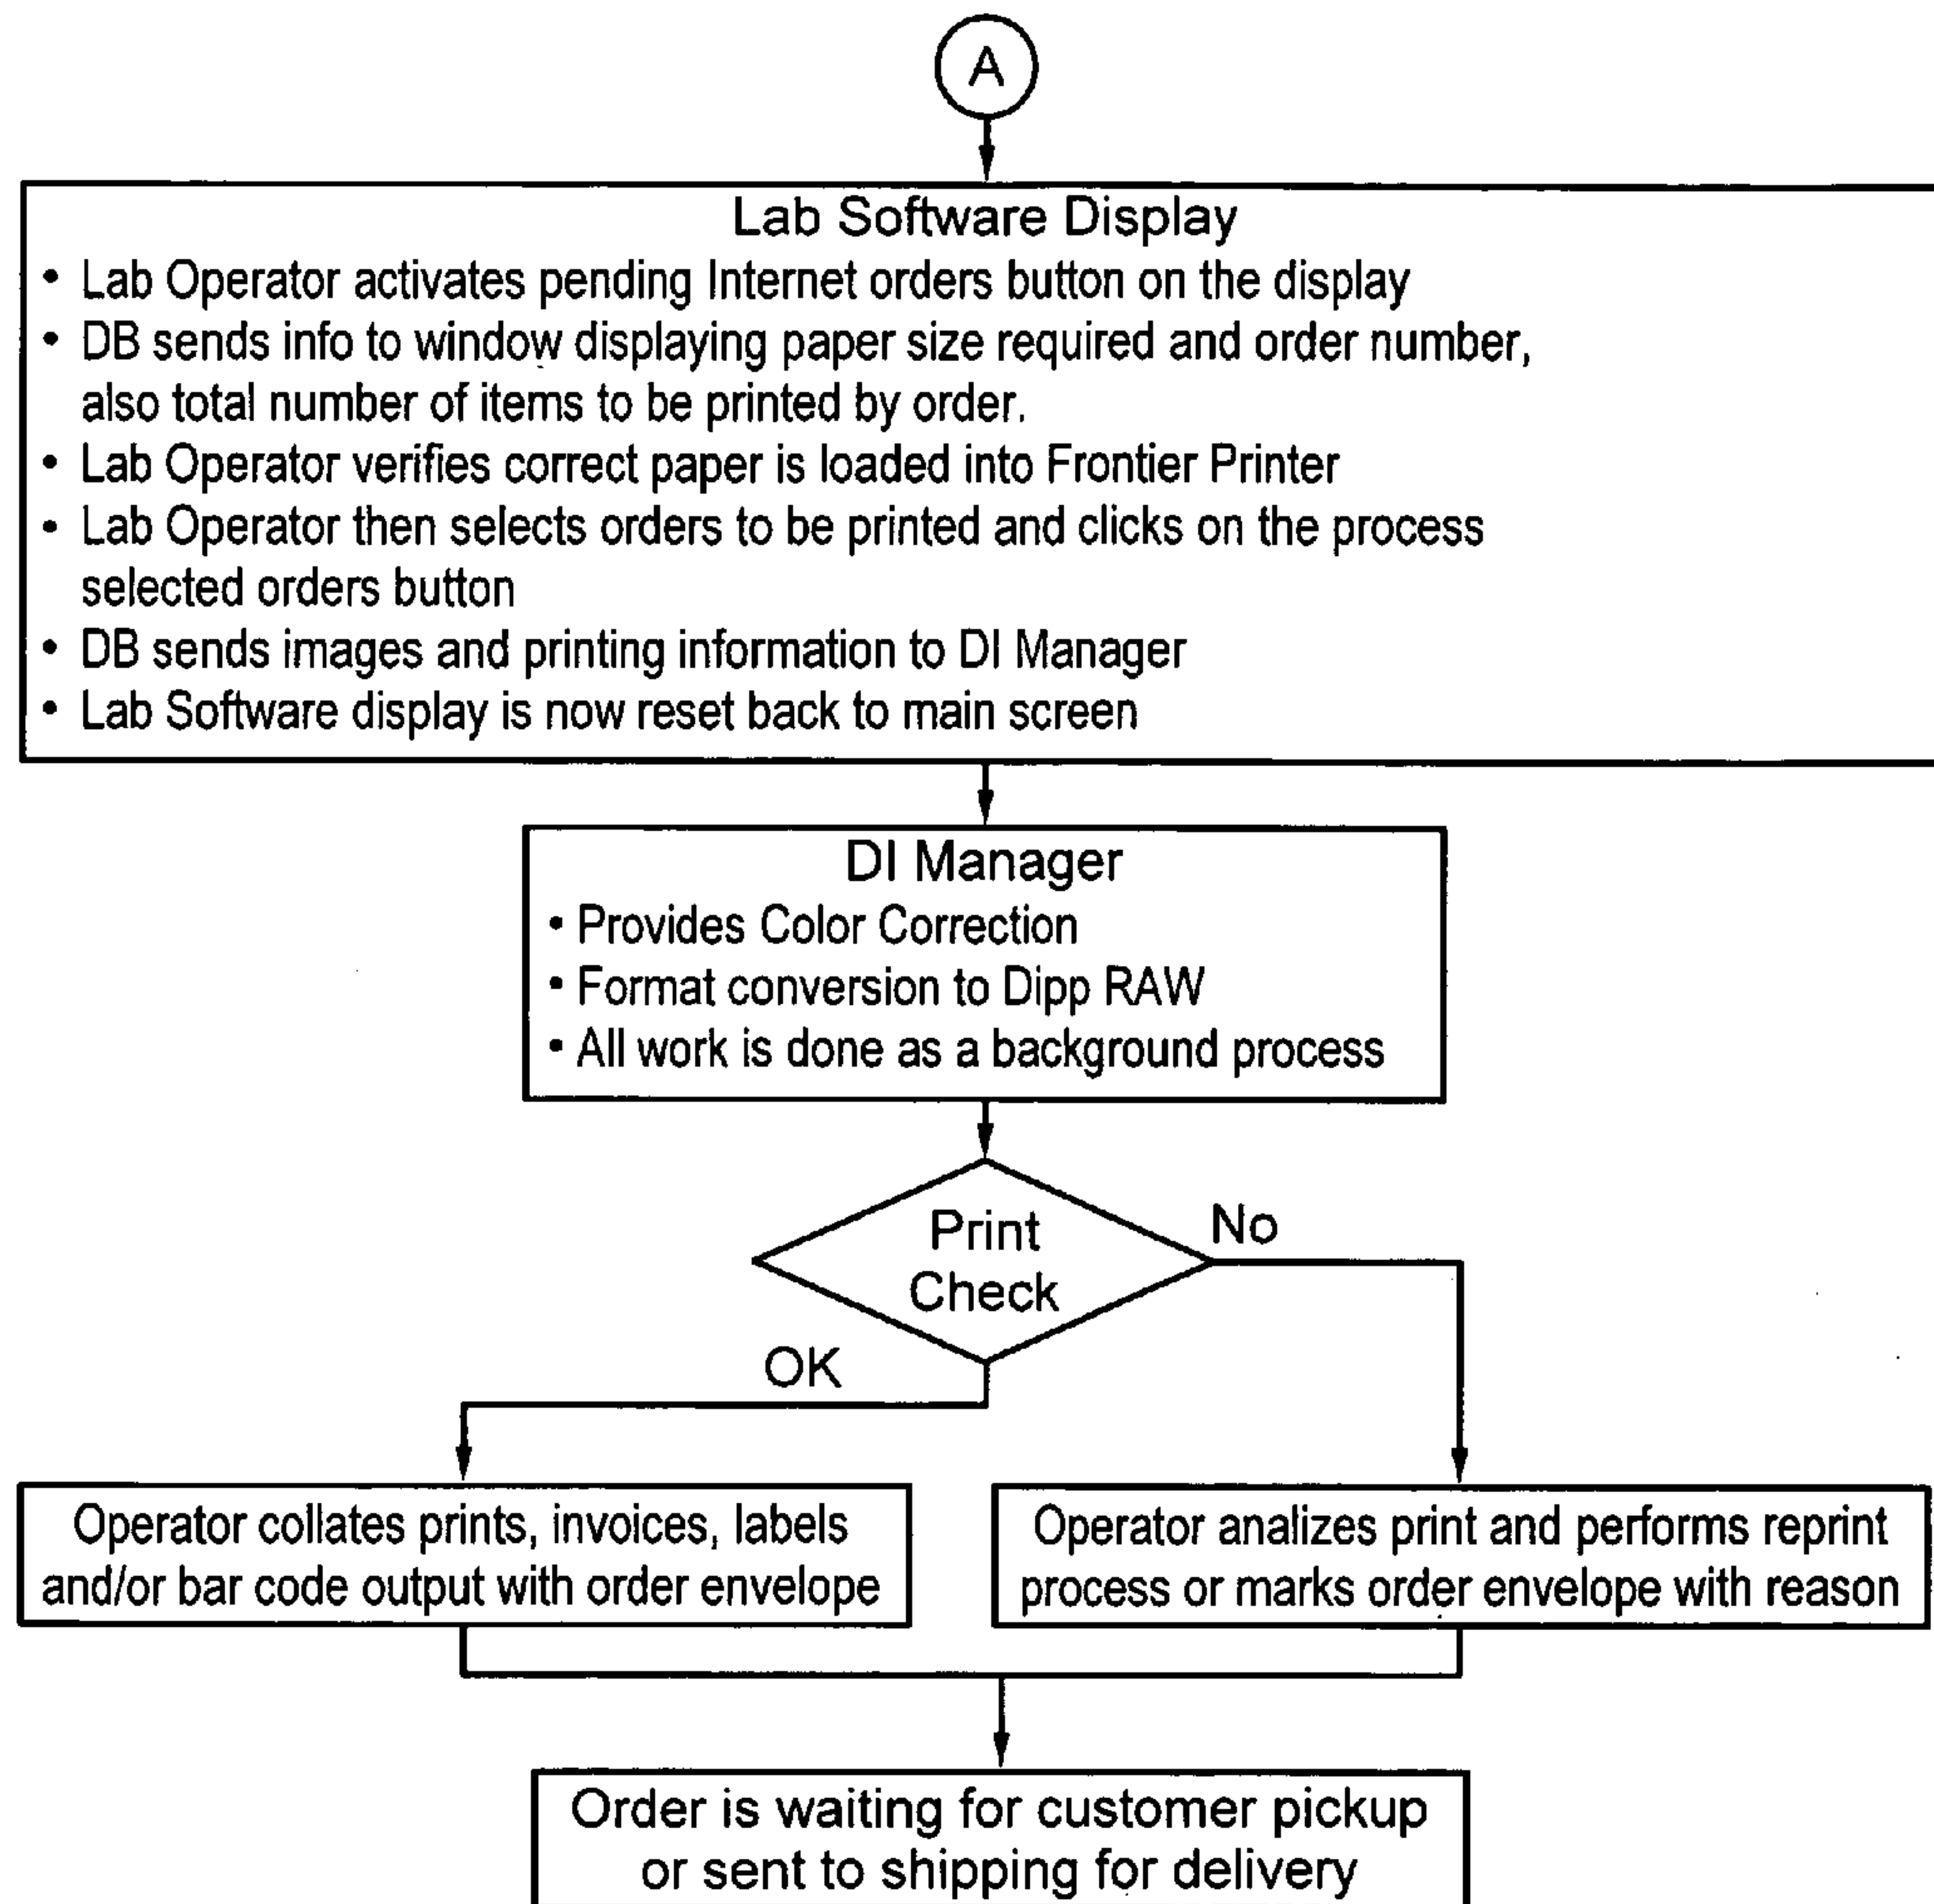 A
Lab Software Display
• Lab Operator activates pending Internet orders button on the display
• DB sends info to window displaying paper size required and order number,
also total number of items to be printed by order.
• Lab Operator verifies correct paper is loaded into Frontier Printer
• Lab Operator then selects orders to be printed and clicks on the process
selected orders button
• DB sends images and printing information to DI Manager
• Lab Software display is now reset back to main screen
DI Manager
• Provides Color Correction
• Format conversion to Dipp RAW
• All work is done as a background process
Print
Check
No
OK
Operator collates prints, invoices, labels
and/or bar code output with order envelope
Operator analizes print and performs reprint
process or marks order envelope with reason
Order is waiting for customer pickup
or sent to shipping for delivery